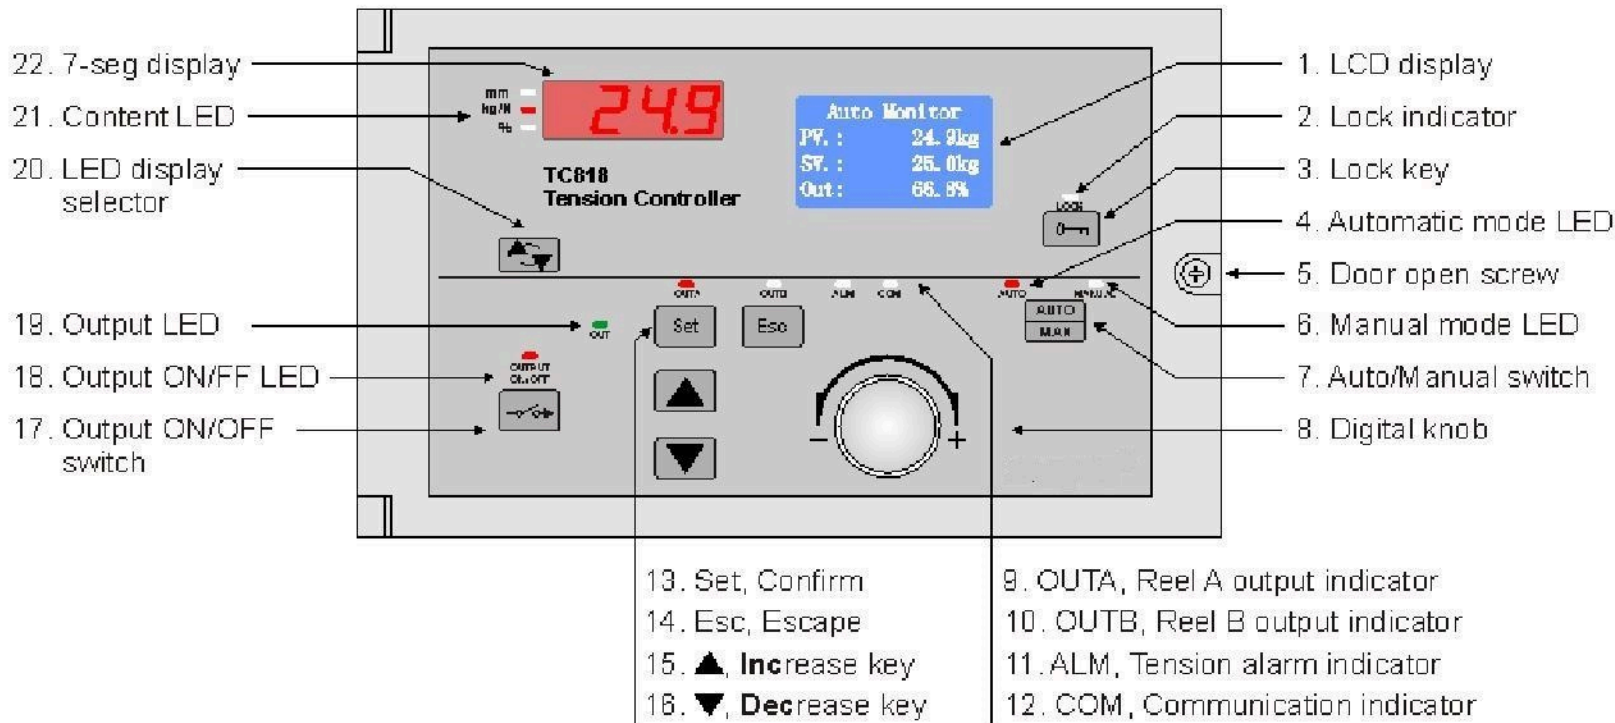 22. 7-seg display
21. Content LED
20. LED display
selector
19. Output LED
18. Output ON/FF LED
17. Output ON/OFF
switch
mm
kg/N
%
24.9
TC818
Tension Controller
Auto Monitor
PV.: 24.9kg
SV.: 25.0kg
Out: 66.8%
LOCK
OUTA
OUTB
ALM
COM
AUTO
MANUAL
OUT
Set
Esc
AUTO
MAN
OUTPUT
ON/OFF
- +
1. LCD display
2. Lock indicator
3. Lock key
4. Automatic mode LED
5. Door open screw
6. Manual mode LED
7. Auto/Manual switch
8. Digital knob
13. Set, Confirm
14. Esc, Escape
15. ▲, Increase key
16. ▼, Decrease key
9. OUTA, Reel A output indicator
10. OUTB, Reel B output indicator
11. ALM, Tension alarm indicator
12. COM, Communication indicator